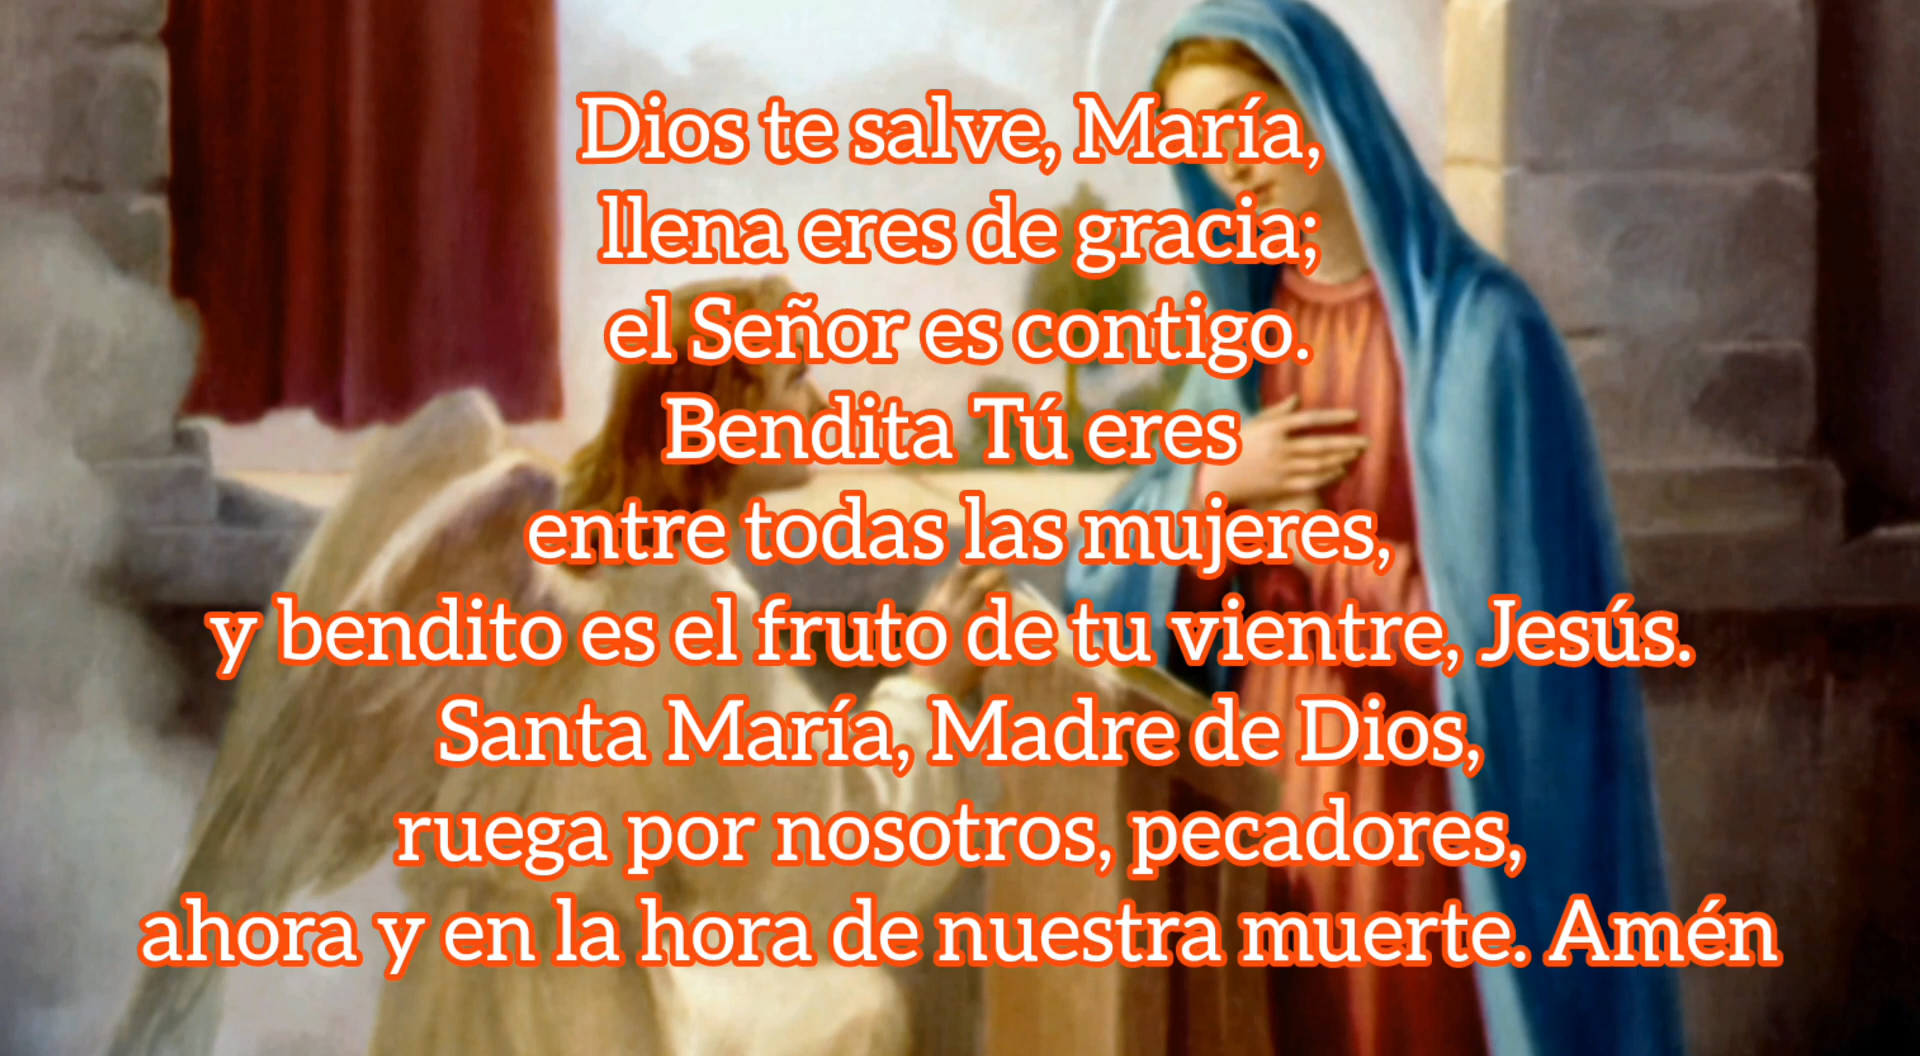 Dios te salve, María,
llena eres de gracia;
el Señor es contigo.
Bendita Tú eres
entre todas las mujeres,
y bendito es el fruto de tu vientre, Jesús.
Santa María, Madre de Dios,
ruega por nosotros, pecadores,
ahora y en la hora de nuestra muerte. Amén